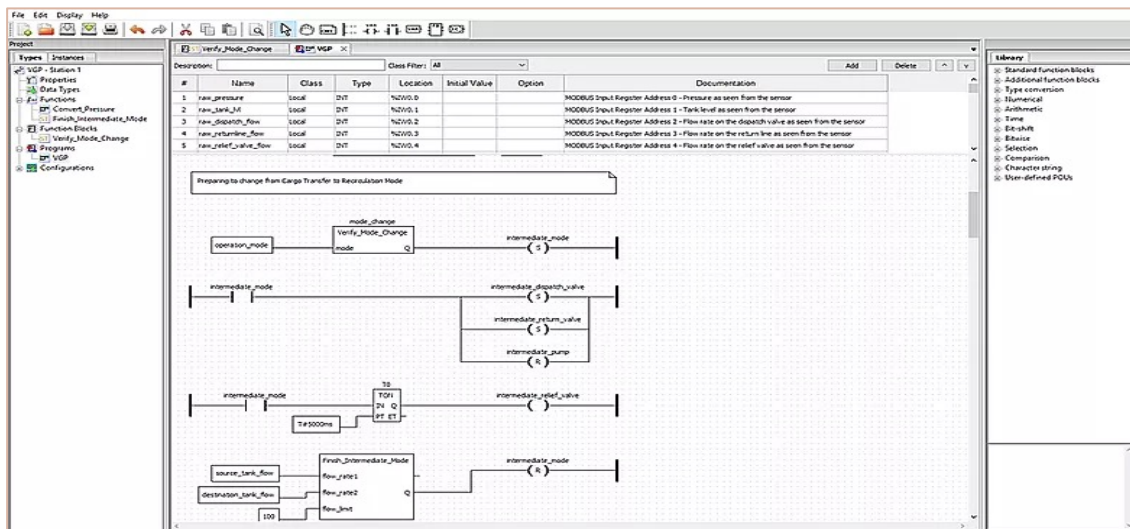 File Edit Display Help
Project
Types Instances
VGP - Station 1
Properties
Data Types
Functions
Convert_Pressure
Finish_Intermediate_Mode
Function Blocks
Verify_Mode_Change
Programs
VGP
Configurations
Verify_Mode_Change VGP
Description: Class Filter: All Add Delete
# Name Class Type Location Initial Value Option Documentation
1 raw_pressure Local INT %IW0.0 MODBUS Input Register Address 0 - Pressure as seen from the sensor
2 raw_tank_lvl Local INT %IW0.1 MODBUS Input Register Address 1 - Tank level as seen from the sensor
3 raw_dispatch_flow Local INT %IW0.2 MODBUS Input Register Address 2 - Flow rate on the dispatch valve as seen from the sensor
4 raw_returnline_flow Local INT %IW0.3 MODBUS Input Register Address 3 - Flow rate on the return line as seen from the sensor
5 raw_relief_valve_flow Local INT %IW0.4 MODBUS Input Register Address 4 - Flow rate on the relief valve as seen from the sensor
Preparing to change from Cargo Transfer to Recirculation Mode
mode_change
Verify_Mode_Change
operation_mode
mode Q
intermediate_mode
S
intermediate_mode
intermediate_dispatch_valve
S
intermediate_return_valve
S
intermediate_pump
R
intermediate_mode
T0
TON
IN Q
PT ET
T#5000ms
intermediate_relief_valve
Finish_Intermediate_Mode
source_tank_flow
flow_rate1
destination_tank_flow
flow_rate2 Q
100
flow_limit
intermediate_mode
R
Library
Standard function blocks
Additional function blocks
Type conversion
Numerical
Arithmetic
Time
Bit-shift
Bitwise
Selection
Comparison
Character string
User-defined POUs